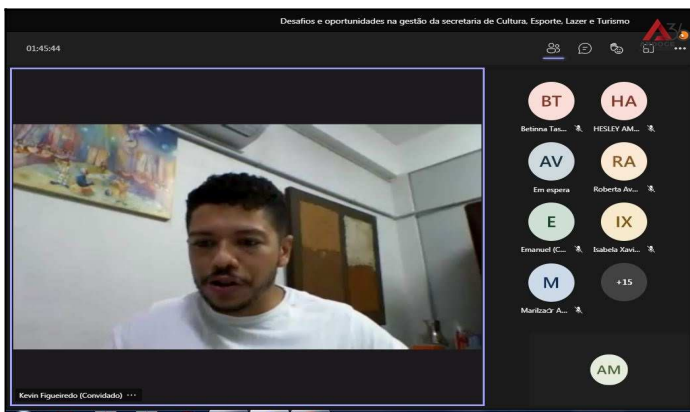 Desafios e oportunidades na gestão da secretaria de Cultura, Esporte, Lazer e Turismo
01:45:44
BT
HA
Betinna Tas...
HESLEY AM...
AV
RA
Em espera
Roberta Av...
E
IX
Emanuel (C...
Isabela Xavi...
M
+15
A...
AM
Kevin Figueiredo (Convidado) ...